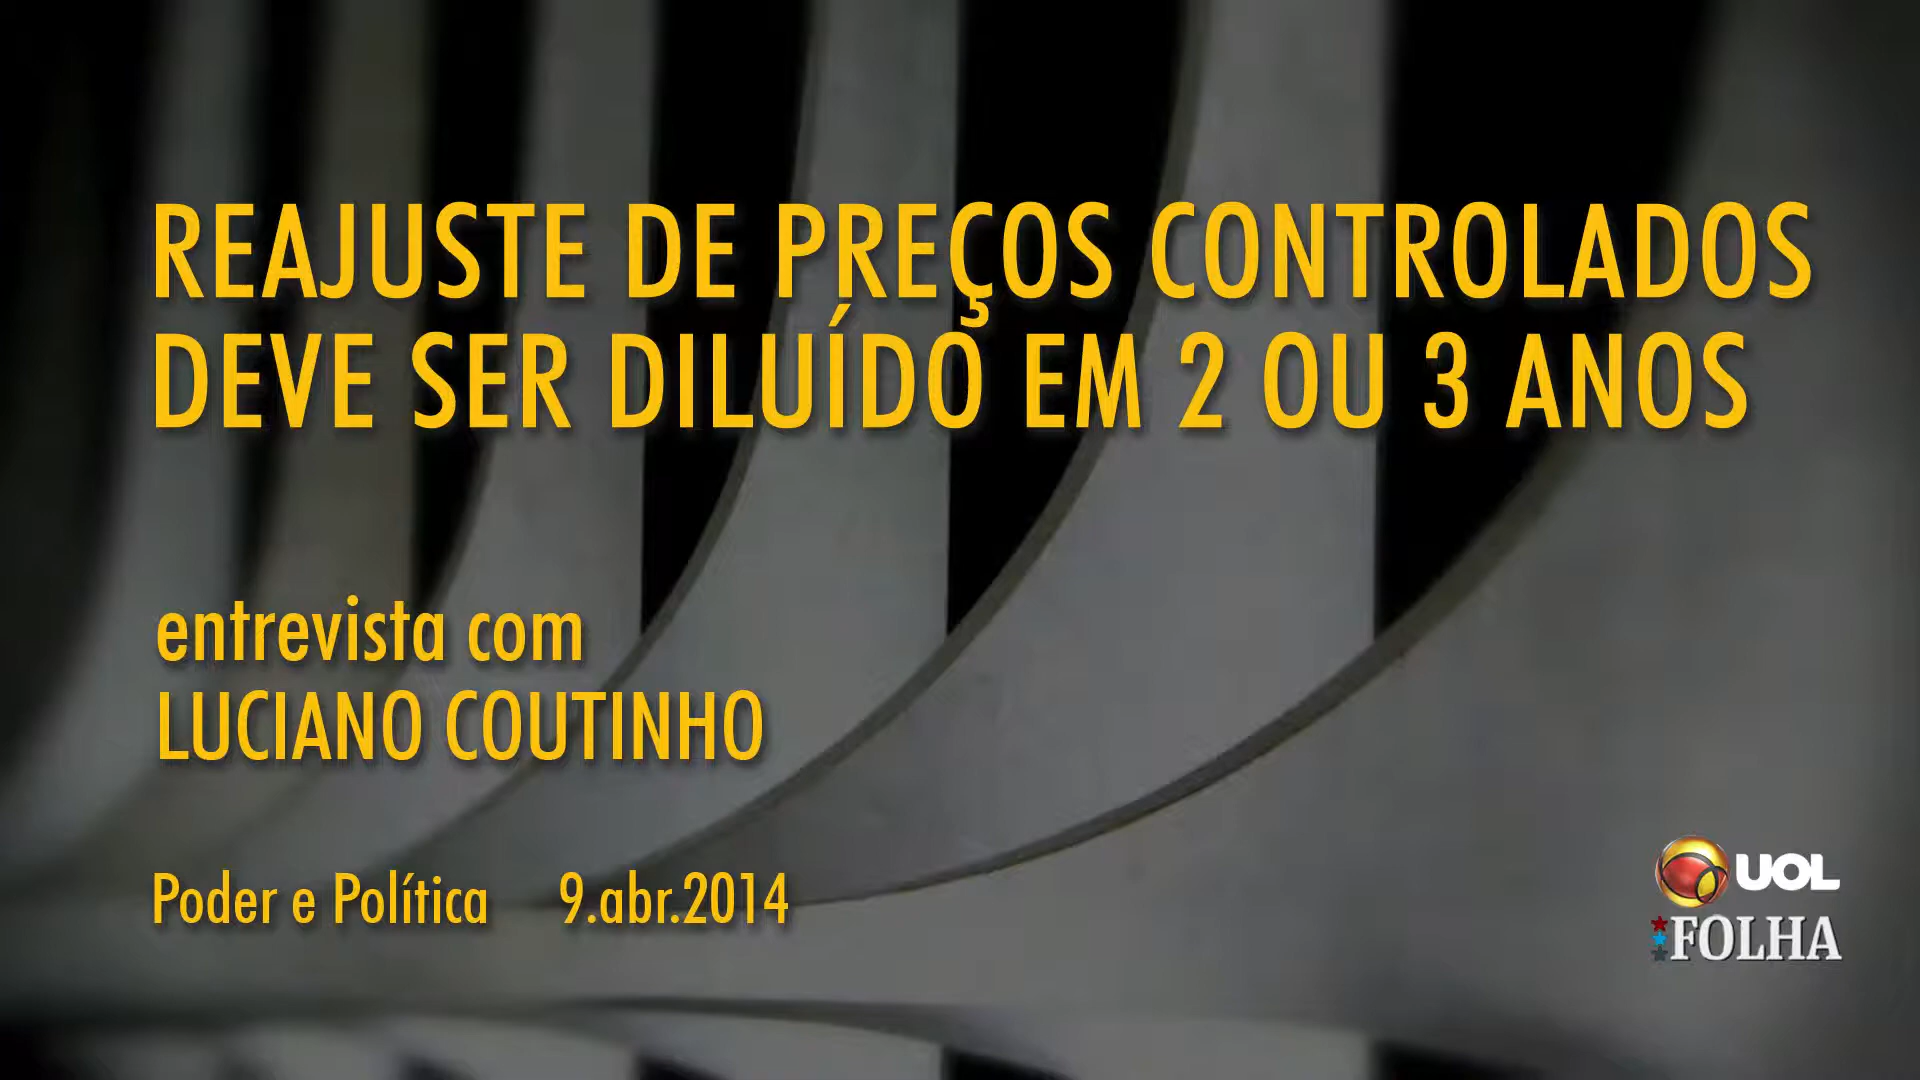 REAJUSTE DE PREÇOS CONTROLADOS
DEVE SER DILUÍDO EM 2 OU 3 ANOS
entrevista com
LUCIANO COUTINHO
Poder e Política 9.abr.2014
UOL
FOLHA